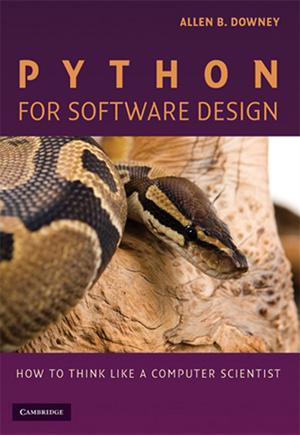 ALLEN B. DOWNEY
PYTHON
FOR SOFTWARE DESIGN
HOW TO THINK LIKE A COMPUTER SCIENTIST
CAMBRIDGE